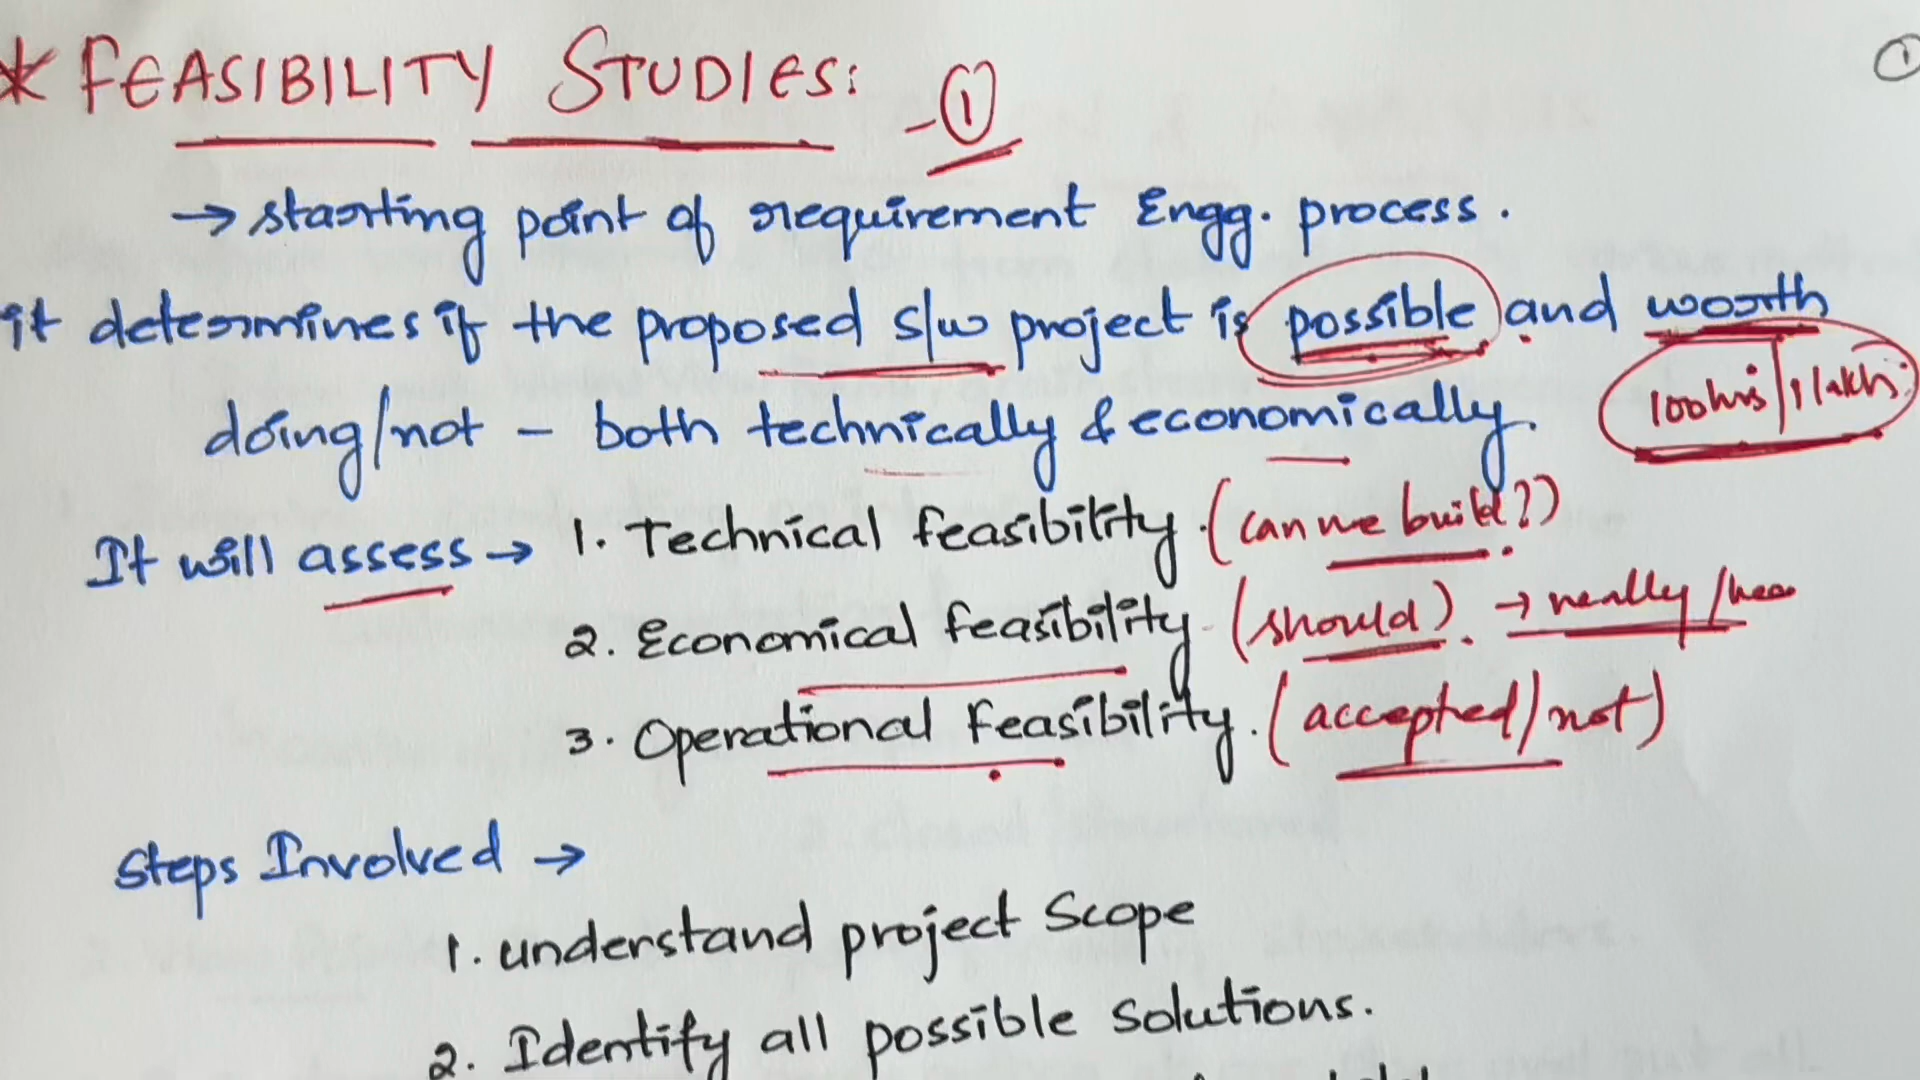 * FEASIBILITY STUDIES: - ①
①
→ starting point of requirement Engg. process.
it determines if the proposed s/w project is possible and worth
100hrs/1lakh.
doing/not - both technically & economically.
It will assess → 1. Technical feasibility. (can we build?)
2. Economical feasibility. (should). → really/
3. Operational feasibility. (accepted/not)
Steps Involved →
1. understand project Scope
2. Identify all possible solutions.